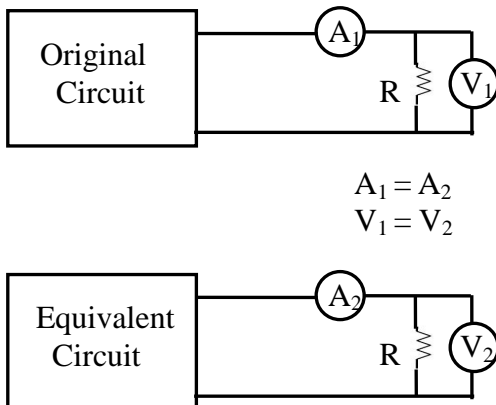 Original
Circuit
A₁
R
V₁
A₁ = A₂
V₁ = V₂
Equivalent
Circuit
A₂
R
V₂